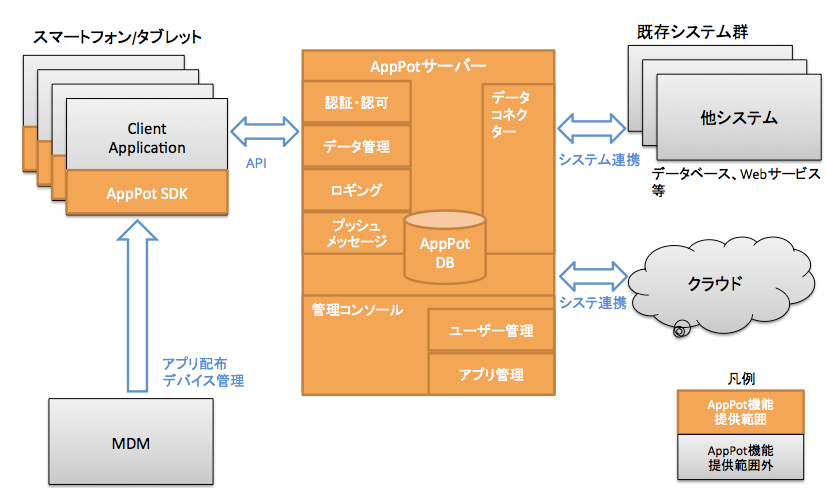 スマートフォン/タブレット
Client
Application
AppPot SDK
API
アプリ配布
デバイス管理
MDM
AppPotサーバー
認証・認可
データ管理
ロギング
プッシュ
メッセージ
データ
コネク
ター
AppPot
DB
管理コンソール
ユーザー管理
アプリ管理
既存システム群
他システム
システム連携
データベース、Webサービス
等
クラウド
システ連携
凡例
AppPot機能
提供範囲
AppPot機能
提供範囲外